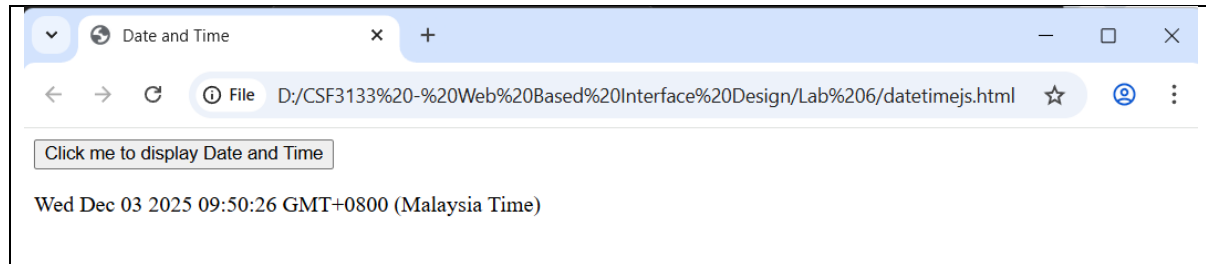 Date and Time
File D:/CSF3133%20-%20Web%20Based%20Interface%20Design/Lab%206/datetimejs.html
Click me to display Date and Time
Wed Dec 03 2025 09:50:26 GMT+0800 (Malaysia Time)